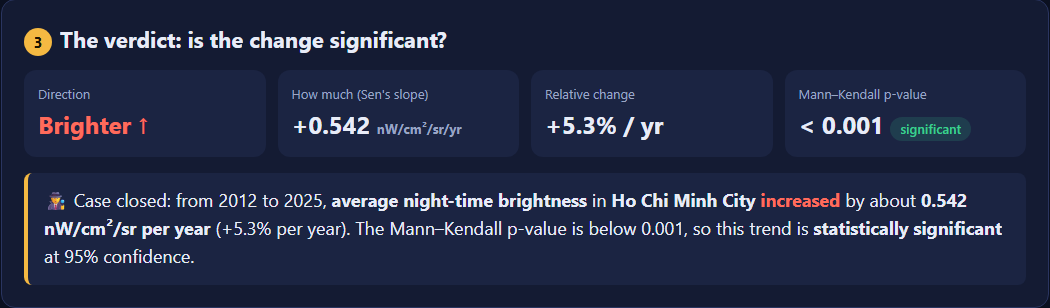 3 The verdict: is the change significant?
Direction
Brighter ↑
How much (Sen's slope)
+0.542 nW/cm²/sr/yr
Relative change
+5.3% / yr
Mann–Kendall p-value
< 0.001 significant
🕵️ Case closed: from 2012 to 2025, average night-time brightness in Ho Chi Minh City increased by about 0.542
nW/cm²/sr per year (+5.3% per year). The Mann–Kendall p-value is below 0.001, so this trend is statistically significant
at 95% confidence.